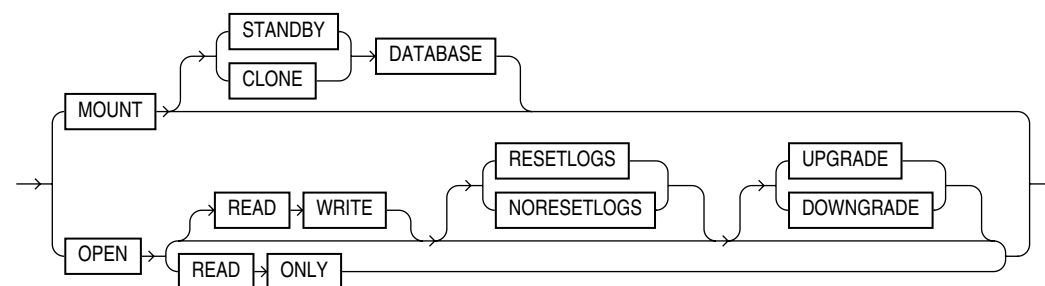 STANDBY
CLONE
DATABASE
MOUNT
RESETLOGS
NORESETLOGS
UPGRADE
DOWNGRADE
READ WRITE
OPEN
READ ONLY